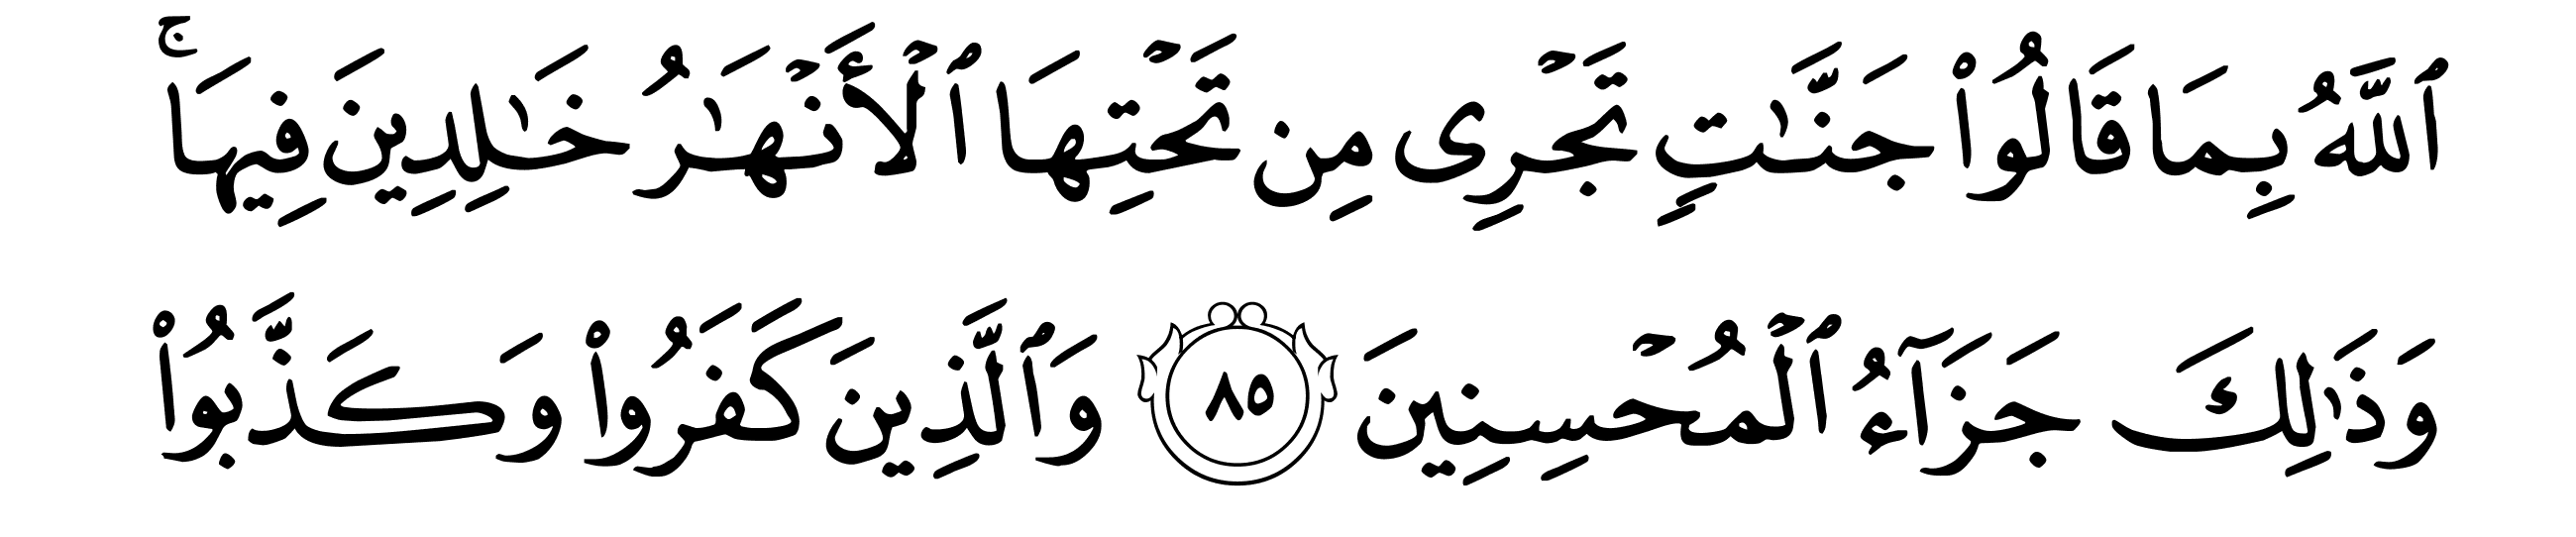 ٱللَّهُ بِمَا قَالُوا۟ جَنَّـٰتٍ تَجْرِى مِن تَحْتِهَا ٱلْأَنْهَـٰرُ خَـٰلِدِينَ فِيهَا ۚ
وَذَٰلِكَ جَزَآءُ ٱلْمُحْسِنِينَ ٨٥ وَٱلَّذِينَ كَفَرُوا۟ وَكَذَّبُوا۟